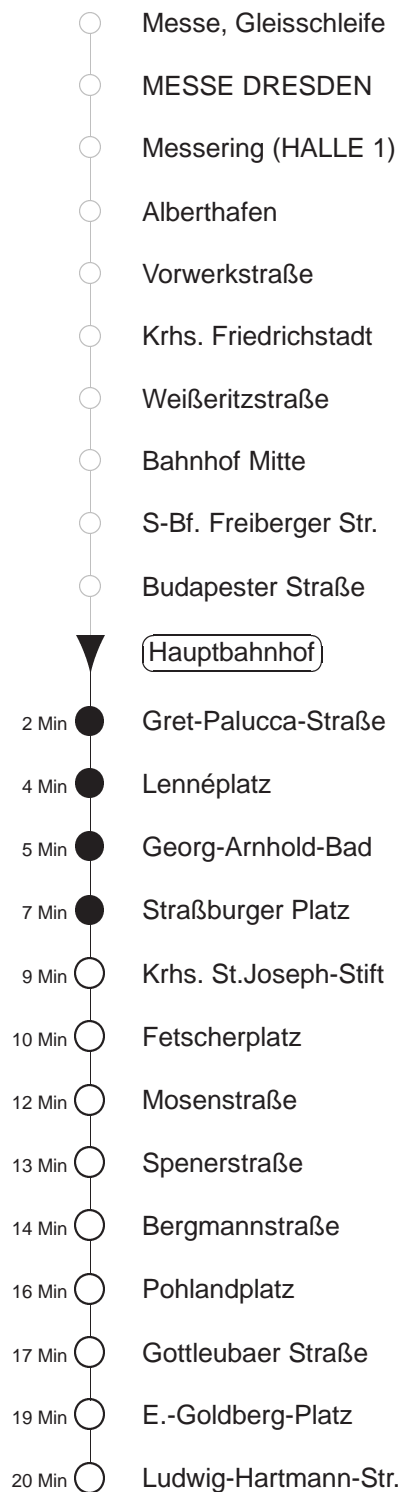 Messe, Gleisschleife
MESSE DRESDEN
Messering (HALLE 1)
Alberthafen
Vorwerkstraße
Krhs. Friedrichstadt
Weißeritzstraße
Bahnhof Mitte
S-Bf. Freiberger Str.
Budapester Straße
Hauptbahnhof
2 Min Gret-Palucca-Straße
4 Min Lennéplatz
5 Min Georg-Arnhold-Bad
7 Min Straßburger Platz
9 Min Krhs. St.Joseph-Stift
10 Min Fetscherplatz
12 Min Mosenstraße
13 Min Spenerstraße
14 Min Bergmannstraße
16 Min Pohlandplatz
17 Min Gottleubaer Straße
19 Min E.-Goldberg-Platz
20 Min Ludwig-Hartmann-Str.